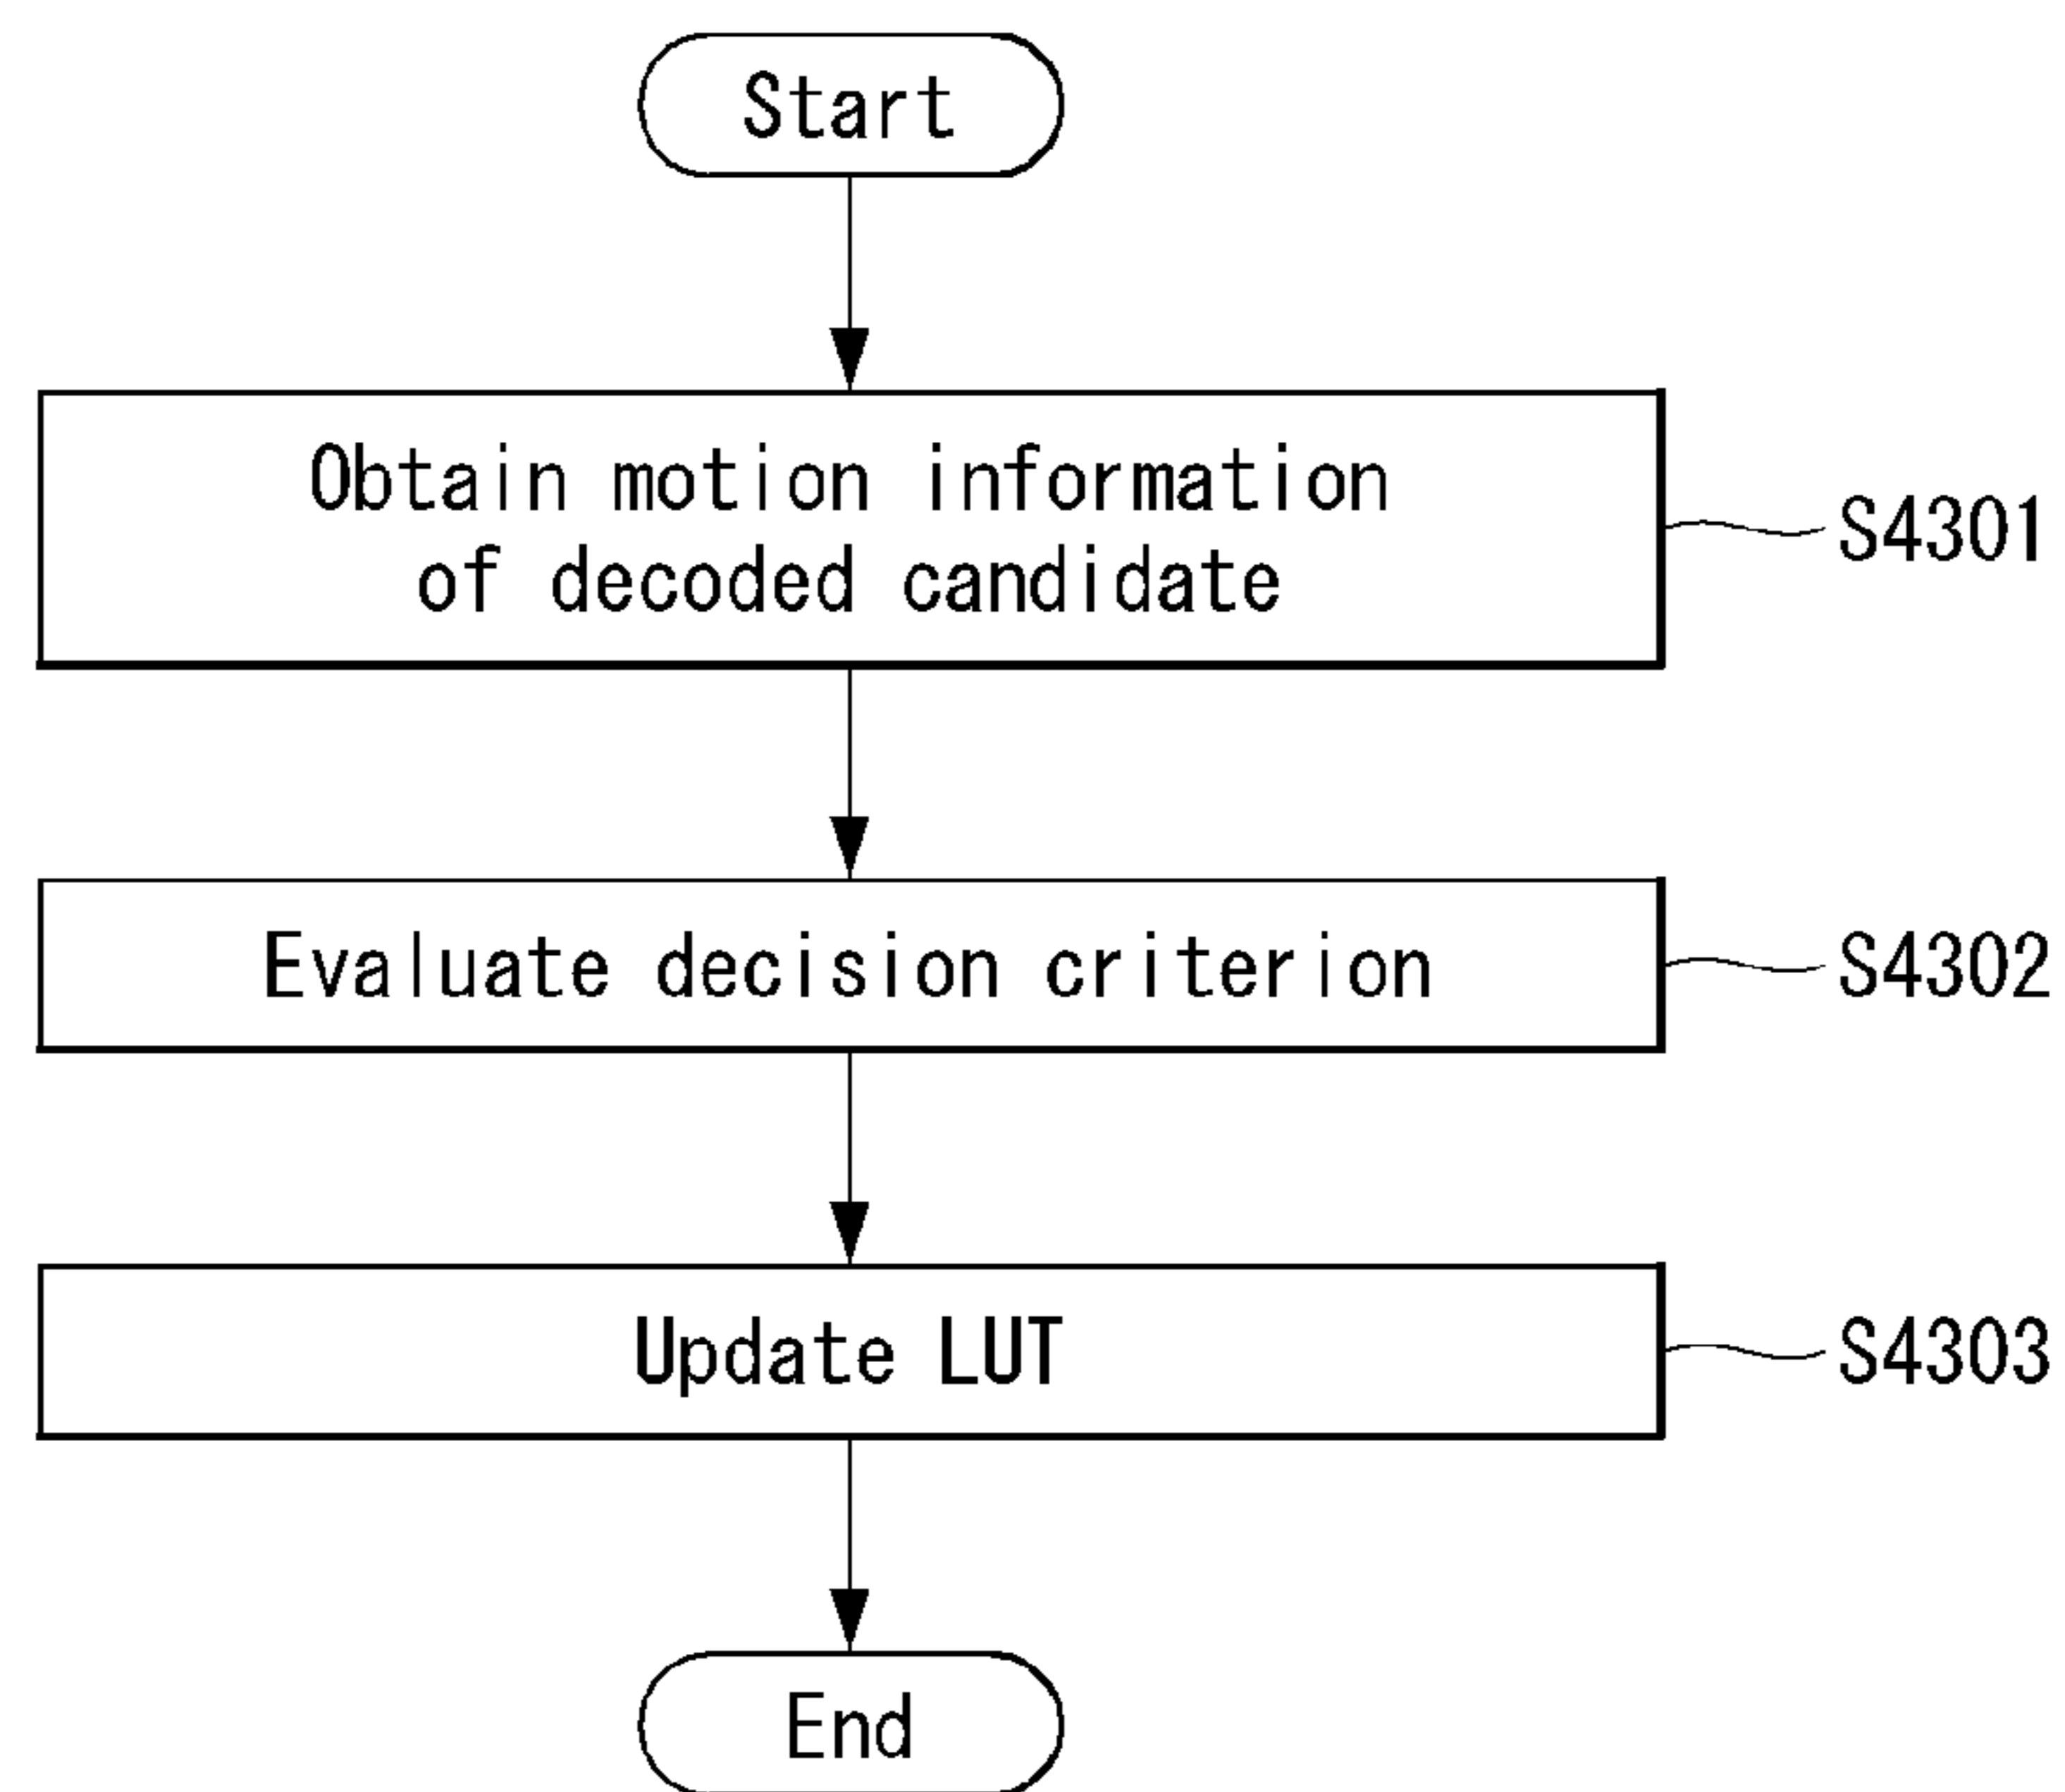 Start
Obtain motion information
of decoded candidate
S4301
Evaluate decision criterion
S4302
Update LUT
S4303
End